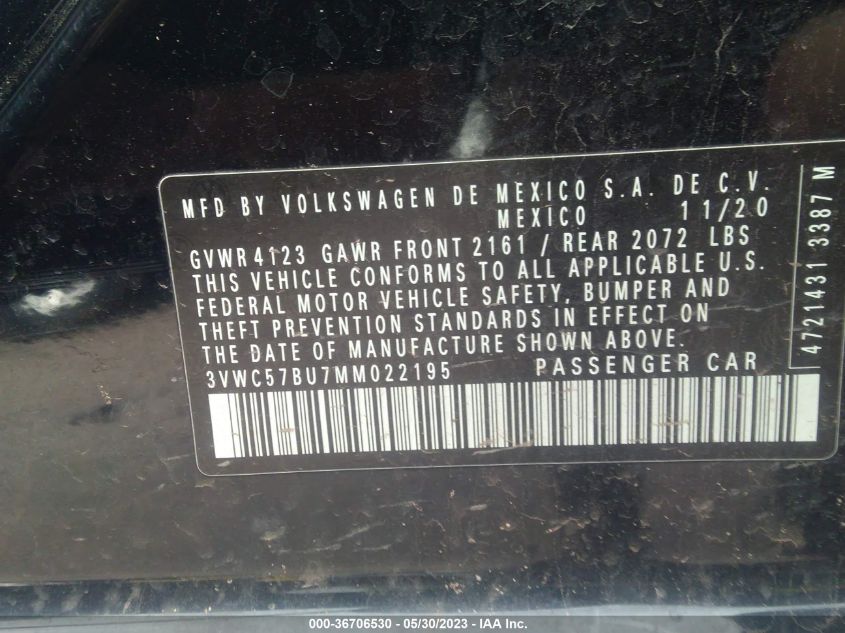 MFD BY VOLKSWAGEN DE MEXICO S.A. DE C.V.
MEXICO 11/20
GVWR 4123 GAWR FRONT 2161 / REAR 2072 LBS
THIS VEHICLE CONFORMS TO ALL APPLICABLE U.S.
FEDERAL MOTOR VEHICLE SAFETY, BUMPER AND
THEFT PREVENTION STANDARDS IN EFFECT ON
THE DATE OF MANUFACTURE SHOWN ABOVE.
3VWC57BU7MM022195 PASSENGER CAR
4721431 3387 M
000-36706530 - 05/30/2023 - IAA Inc.